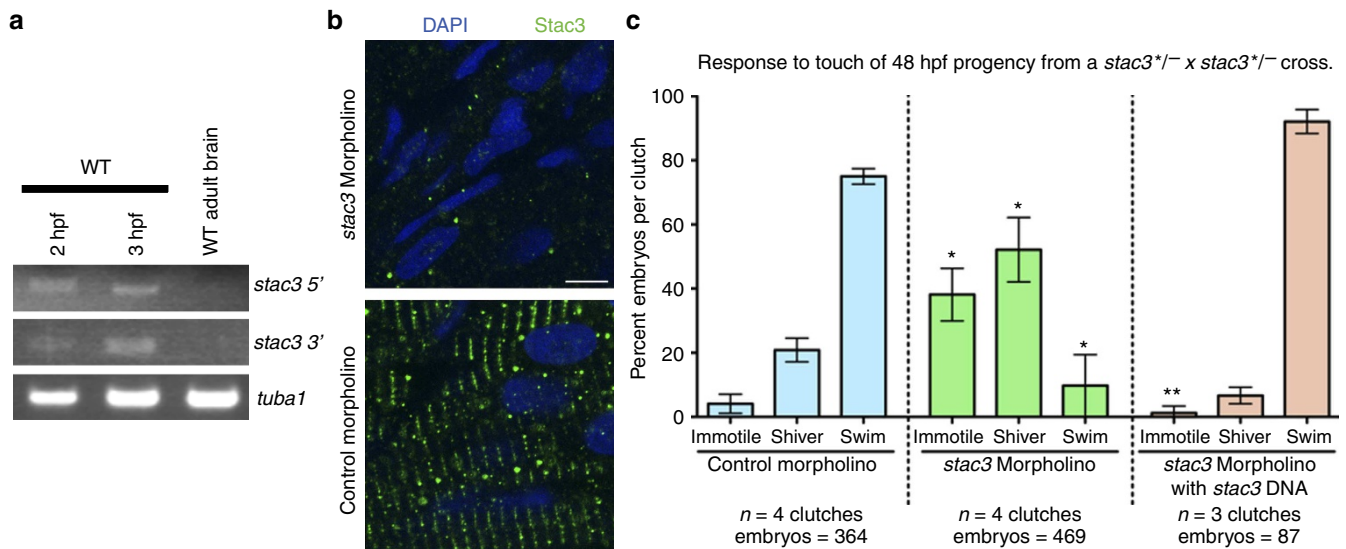 a
WT
2 hpf
3 hpf
WT adult brain
stac3 5’
stac3 3’
tuba1
b
DAPI
Stac3
stac3 Morpholino
Control morpholino
c
Response to touch of 48 hpf progency from a stac3*/– x stac3*/– cross.
Percent embryos per clutch
100
80
60
40
20
0
*
*
*
**
Immotile Shiver Swim
Control morpholino
n = 4 clutches
embryos = 364
Immotile Shiver Swim
stac3 Morpholino
n = 4 clutches
embryos = 469
Immotile Shiver Swim
stac3 Morpholino
with stac3 DNA
n = 3 clutches
embryos = 87